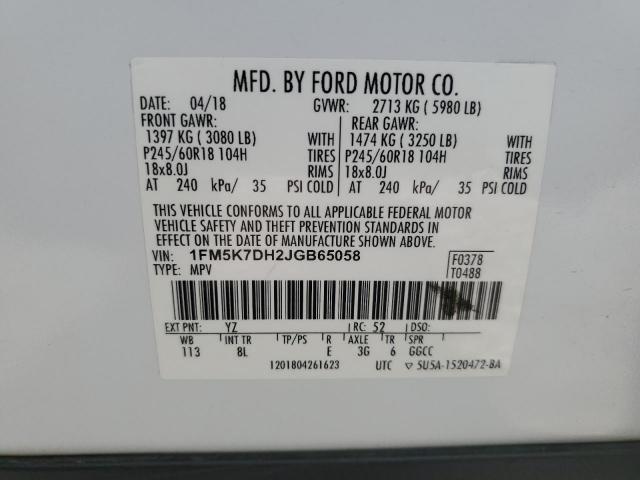 MFD. BY FORD MOTOR CO.
DATE: 04/18 GVWR: 2713 KG ( 5980 LB)
FRONT GAWR: REAR GAWR:
1397 KG ( 3080 LB) WITH 1474 KG ( 3250 LB) WITH
P245/60R18 104H TIRES P245/60R18 104H TIRES
18x8.0J RIMS 18x8.0J RIMS
AT 240 kPa/ 35 PSI COLD AT 240 kPa/ 35 PSI COLD
THIS VEHICLE CONFORMS TO ALL APPLICABLE FEDERAL MOTOR
VEHICLE SAFETY AND THEFT PREVENTION STANDARDS IN
EFFECT ON THE DATE OF MANUFACTURE SHOWN ABOVE.
VIN: 1FM5K7DH2JGB65058 F0378
TYPE: MPV T0488
EXT PNT: YZ RC: 52 DSO:
WB INT TR TP/PS R AXLE TR SPR
113 8L E 3G 6 GGCC
1201804261623 UTC ▽ 5U5A-1520472-BA